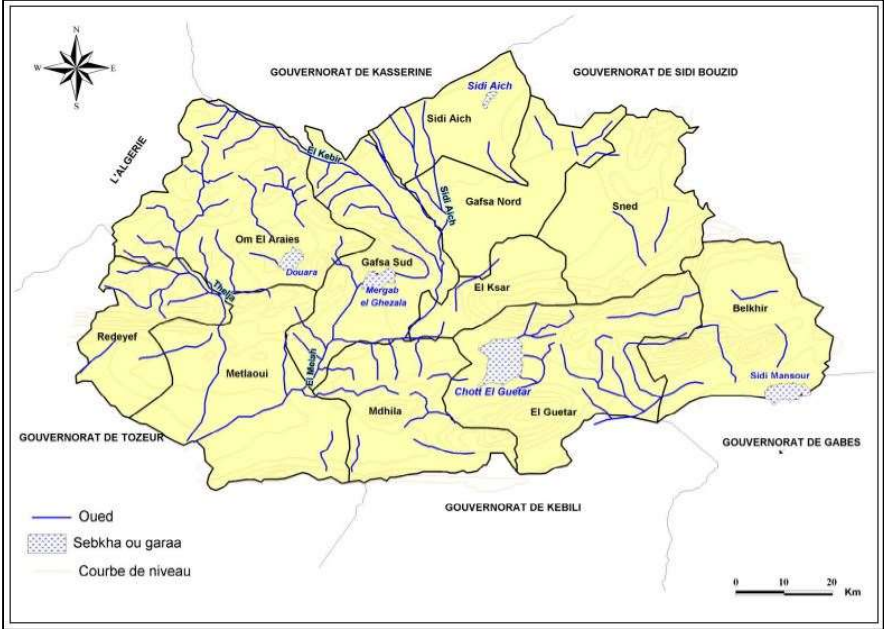 N
W
E
S
GOUVERNORAT DE KASSERINE
GOUVERNORAT DE SIDI BOUZID
L'ALGERIE
Sidi Aich
Sidi Aich
El Kebir
Sidi Aich
Gafsa Nord
Sned
Om El Araies
Douara
Gafsa Sud
Mergab
el Ghezala
El Ksar
Thelja
Belkhir
Redeyef
Metlaoui
El Melah
Chott El Guetar
Sidi Mansour
Mdhila
El Guetar
GOUVERNORAT DE TOZEUR
GOUVERNORAT DE GABES
GOUVERNORAT DE KEBILI
Oued
Sebkha ou garaa
Courbe de niveau
0 10 20
Km